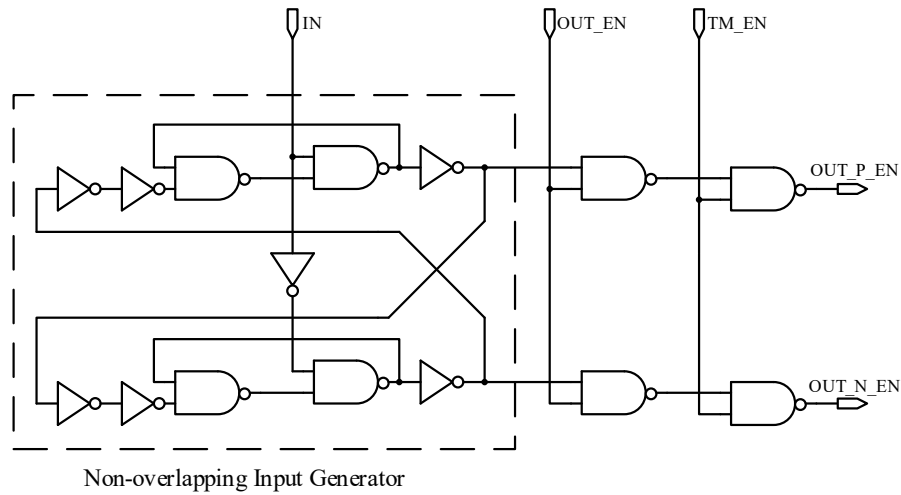 IN
OUT_EN
TM_EN
OUT_P_EN
OUT_N_EN
Non-overlapping Input Generator